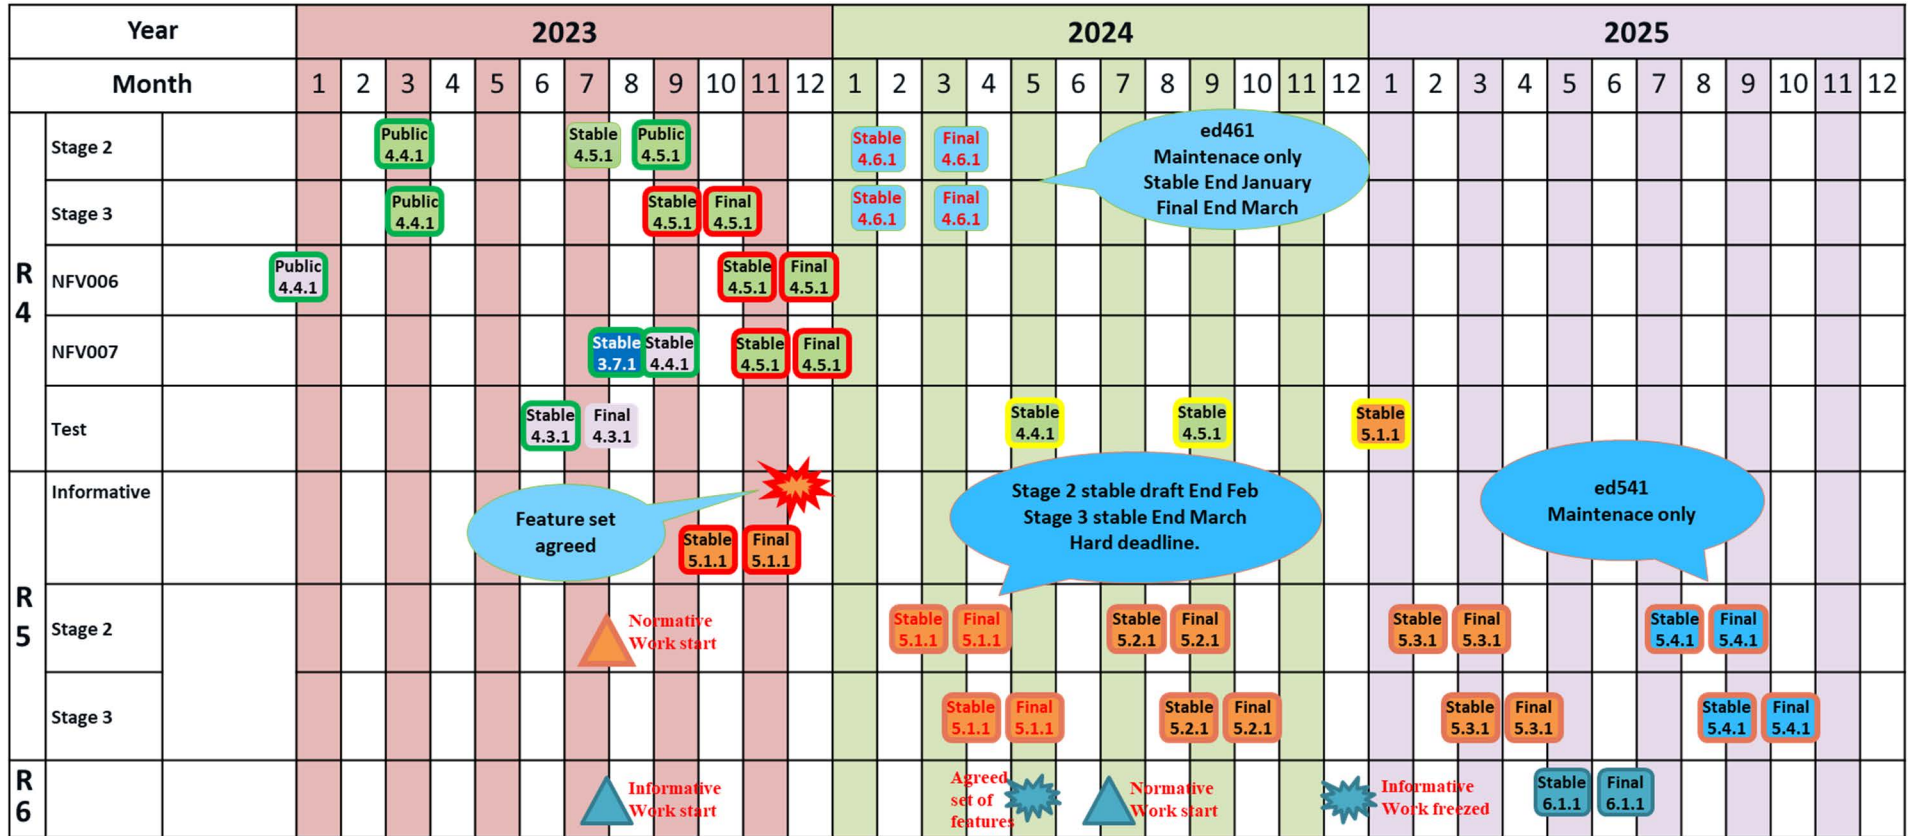 Year 2023 2024 2025
Month 1 2 3 4 5 6 7 8 9 10 11 12 1 2 3 4 5 6 7 8 9 10 11 12 1 2 3 4 5 6 7 8 9 10 11 12
R
4
Stage 2
Public
4.4.1
Stable
4.5.1
Public
4.5.1
Stable
4.6.1
Final
4.6.1
ed461
Maintenace only
Stable End January
Final End March
Stage 3
Public
4.4.1
Stable
4.5.1
Final
4.5.1
Stable
4.6.1
Final
4.6.1
NFV006
Public
4.4.1
Stable
4.5.1
Final
4.5.1
NFV007
Stable
3.7.1
Stable
4.4.1
Stable
4.5.1
Final
4.5.1
Test
Stable
4.3.1
Final
4.3.1
Stable
4.4.1
Stable
4.5.1
Stable
5.1.1
R
5
Informative
Feature set
agreed
Stable
5.1.1
Final
5.1.1
Stage 2 stable draft End Feb
Stage 3 stable End March
Hard deadline.
ed541
Maintenace only
Stage 2
Normative
Work start
Stable
5.1.1
Final
5.1.1
Stable
5.2.1
Final
5.2.1
Stable
5.3.1
Final
5.3.1
Stable
5.4.1
Final
5.4.1
Stage 3
Stable
5.1.1
Final
5.1.1
Stable
5.2.1
Final
5.2.1
Stable
5.3.1
Final
5.3.1
Stable
5.4.1
Final
5.4.1
R
6
Informative
Work start
Agreed
set of
features
Normative
Work start
Informative
Work freezed
Stable
6.1.1
Final
6.1.1